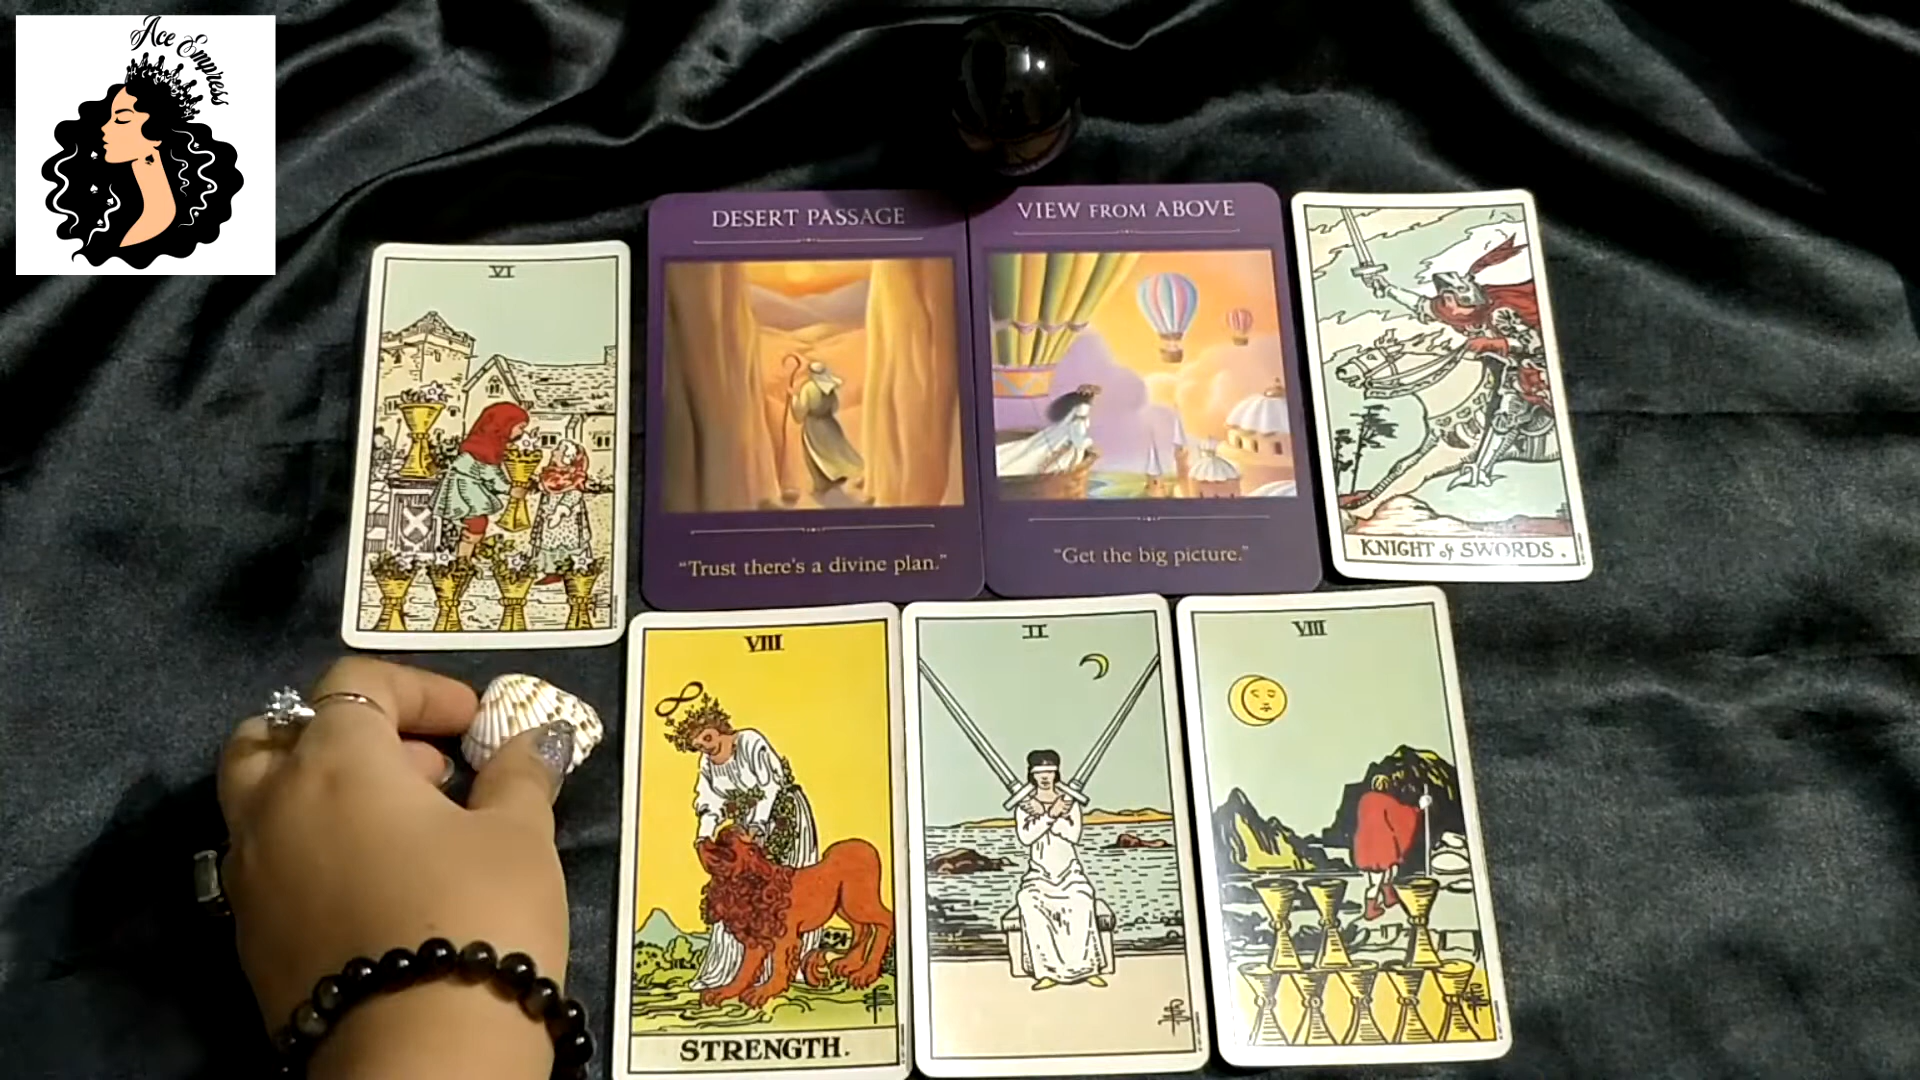 Ace Empress
VI
DESERT PASSAGE
"Trust there's a divine plan."
VIEW FROM ABOVE
"Get the big picture."
KNIGHT of SWORDS.
VIII
STRENGTH.
II
VIII